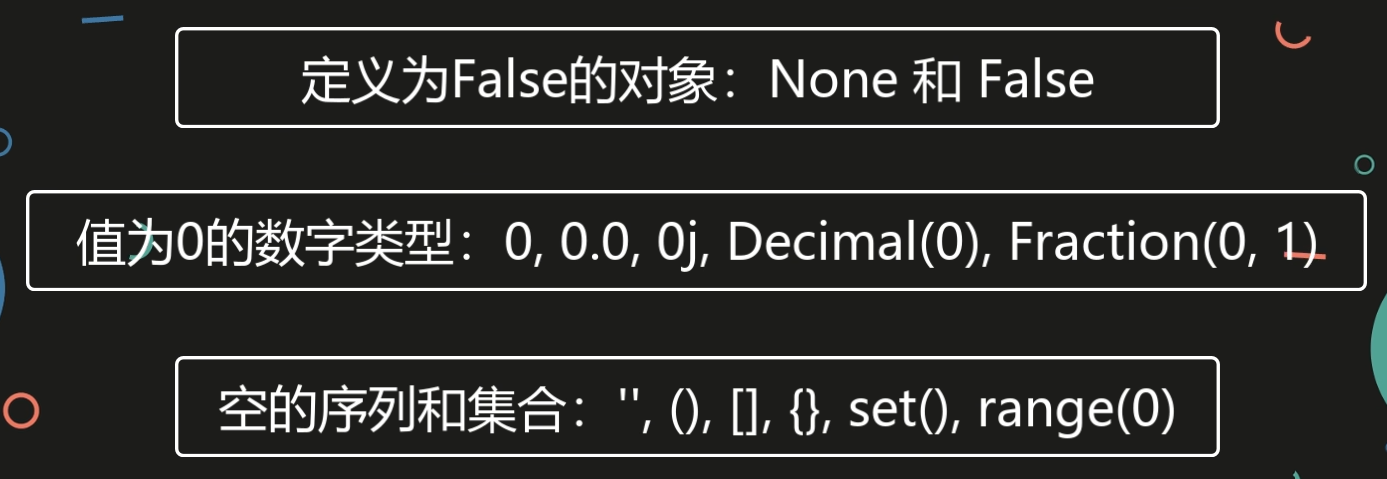 定义为False的对象：None 和 False
值为0的数字类型：0, 0.0, 0j, Decimal(0), Fraction(0, 1)
空的序列和集合：'', (), [], {}, set(), range(0)